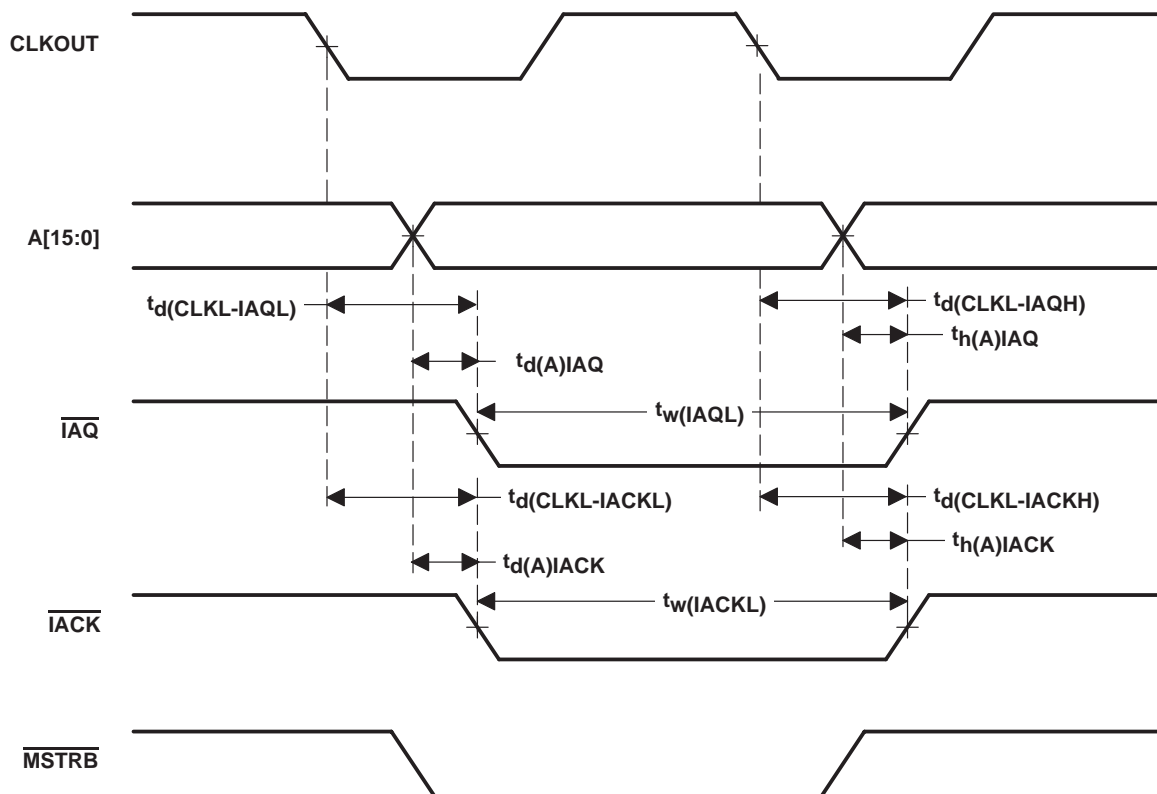 CLKOUT
A[15:0]
td(CLKL-IAQL)
td(CLKL-IAQH)
th(A)IAQ
td(A)IAQ
IAQ
tw(IAQL)
td(CLKL-IACKL)
td(CLKL-IACKH)
th(A)IACK
td(A)IACK
tw(IACKL)
IACK
MSTRB